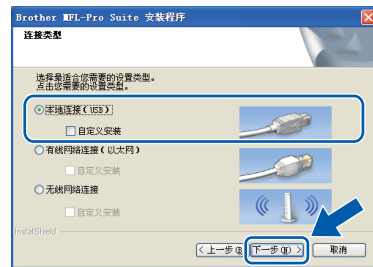 Brother MFL-Pro Suite 安装程序
连接类型
选择最适合您需要的设置类型。
点击您需要的设置类型。
本地连接（USB）
自定义安装
有线网络连接（以太网）
自定义安装
无线网络连接
自定义安装
InstallShield
<上一步(B) 下一步(N)> 取消